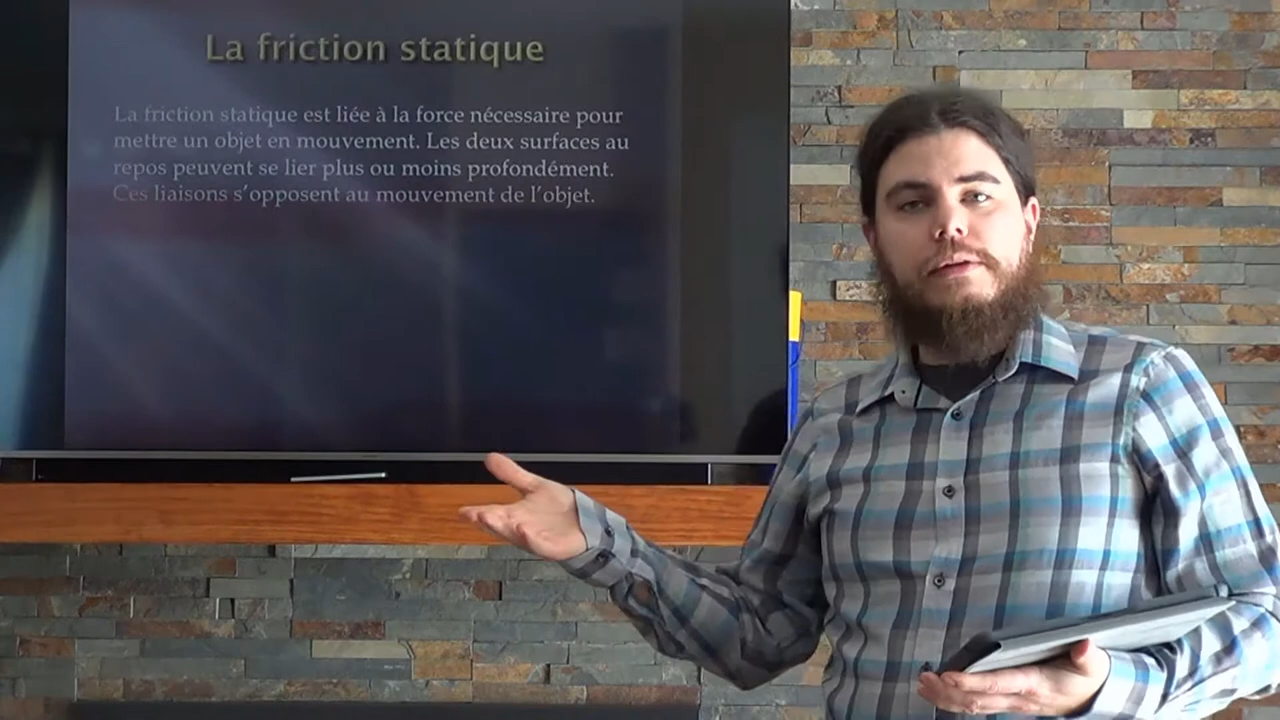 La friction statique
La friction statique est liée à la force nécessaire pour
mettre un objet en mouvement. Les deux surfaces au
repos peuvent se lier plus ou moins profondément.
Ces liaisons s'opposent au mouvement de l'objet.